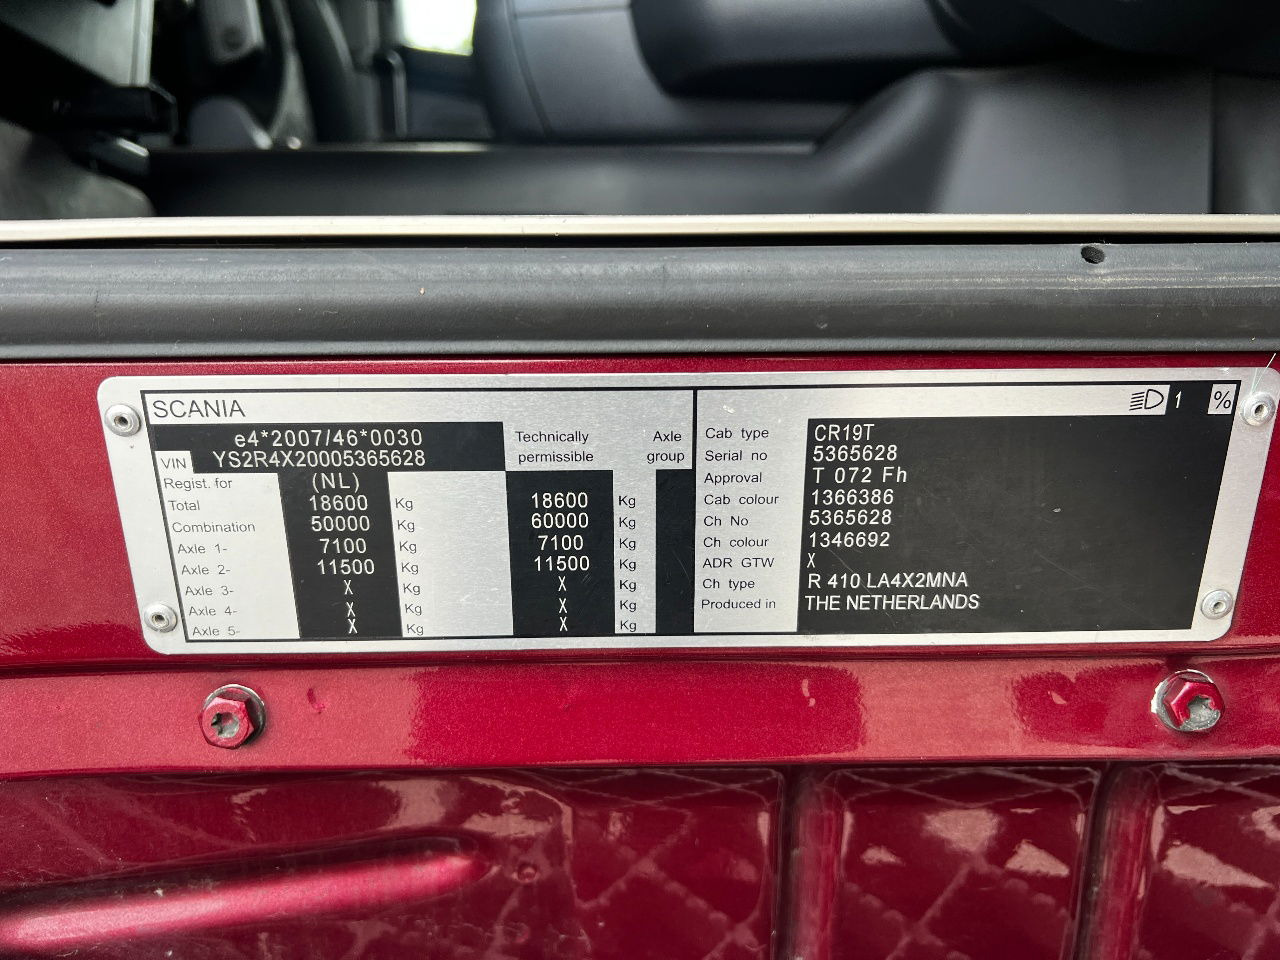 SCANIA
e4*2007/46*0030
VIN YS2R4X20005365628
Technically permissible
Axle group
Regist. for (NL)
Total 18600 Kg 18600 Kg
Combination 50000 Kg 60000 Kg
Axle 1- 7100 Kg 7100 Kg
Axle 2- 11500 Kg 11500 Kg
Axle 3- X Kg X Kg
Axle 4- X Kg X Kg
Axle 5- X Kg X Kg
1 %
Cab type CR19T
Serial no 5365628
Approval T 072 Fh
Cab colour 1366386
Ch No 5365628
Ch colour 1346692
ADR GTW X
Ch type R 410 LA4X2MNA
Produced in THE NETHERLANDS